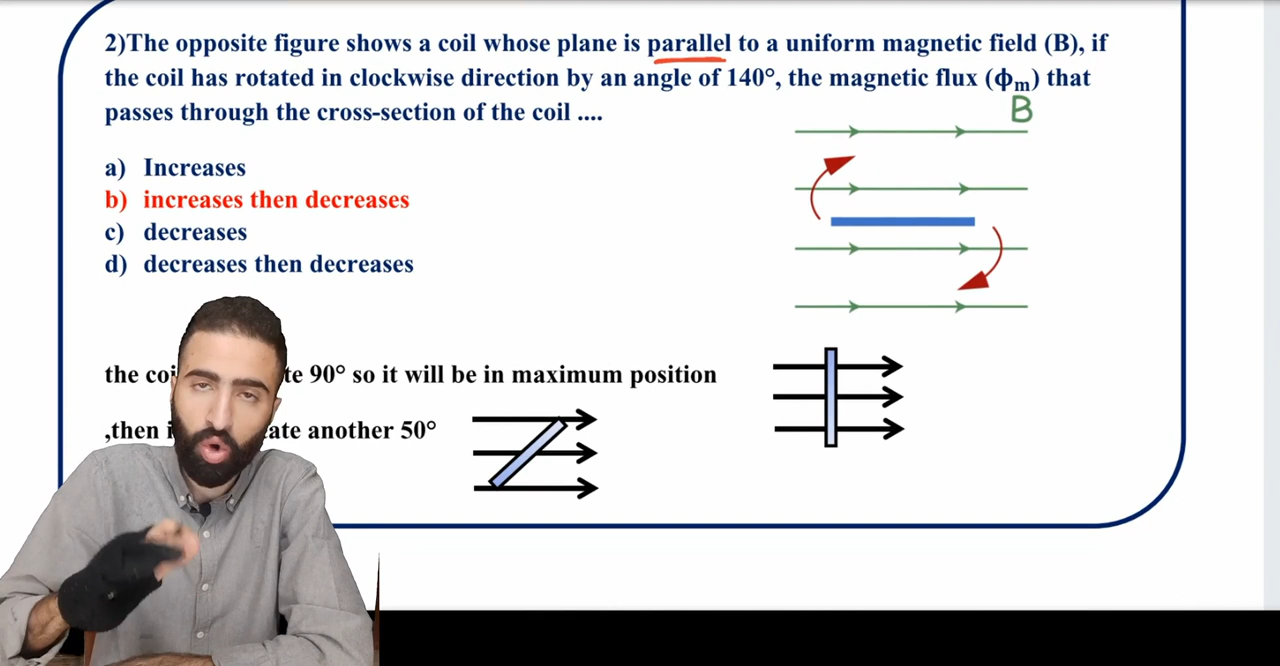 2)The opposite figure shows a coil whose plane is parallel to a uniform magnetic field (B), if
the coil has rotated in clockwise direction by an angle of 140°, the magnetic flux (ϕm) that
passes through the cross-section of the coil ....
B
a) Increases
b) increases then decreases
c) decreases
d) decreases then decreases
the 90° so it will be in maximum position
,then another 50°